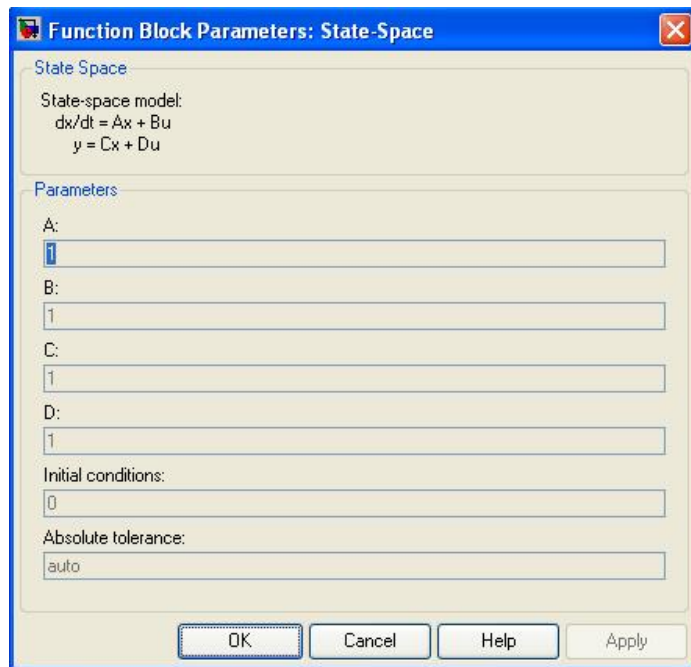 Function Block Parameters: State-Space
State Space
State-space model:
dx/dt = Ax + Bu
y = Cx + Du
Parameters
A:
1
B:
1
C:
1
D:
1
Initial conditions:
0
Absolute tolerance:
auto
OK Cancel Help Apply